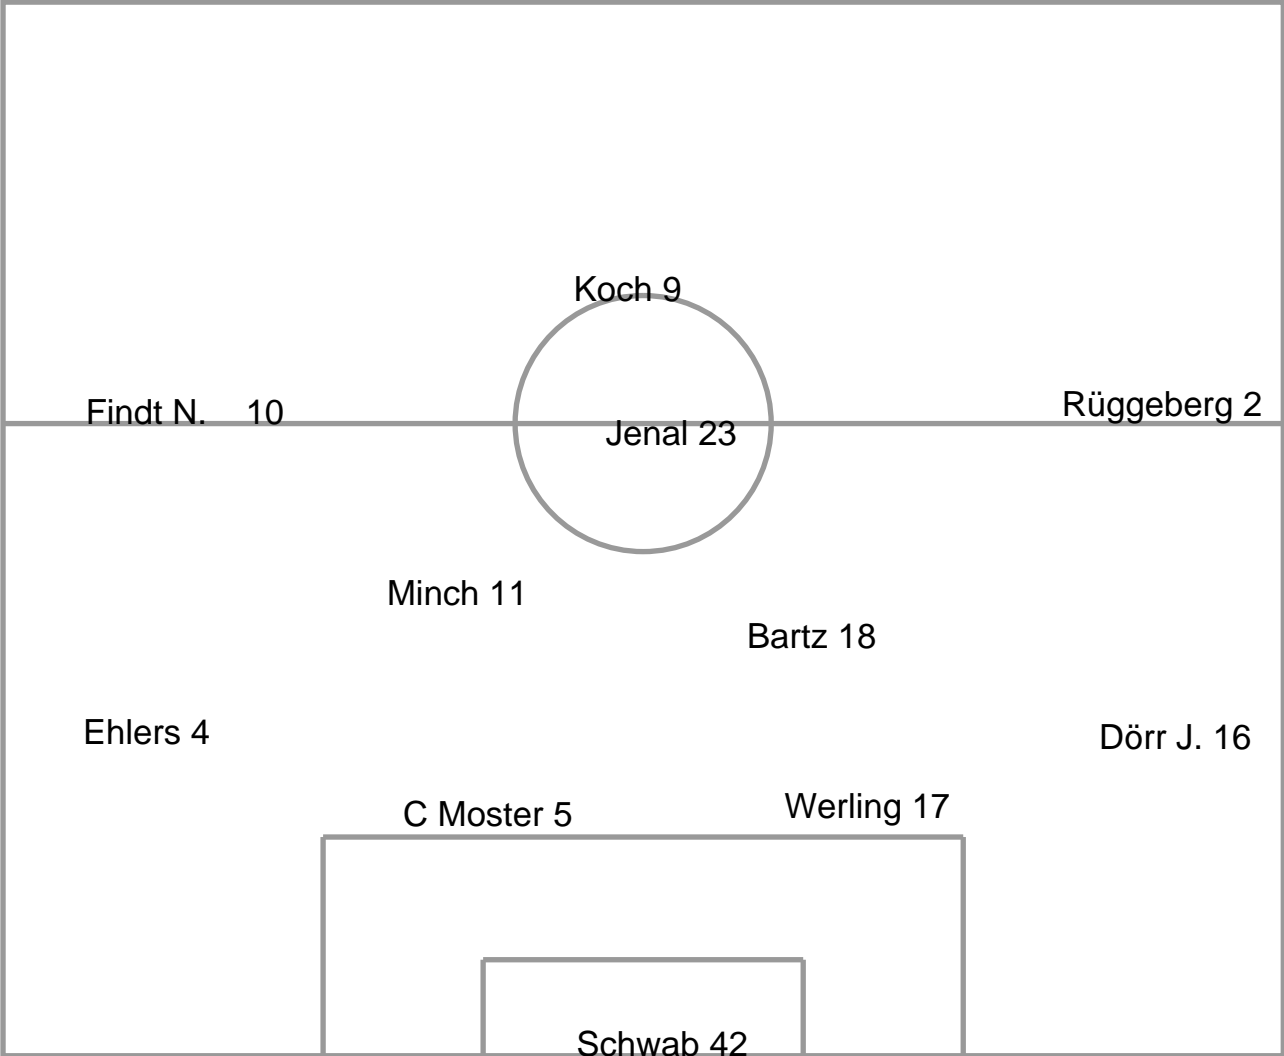 Koch 9
Findt N. 10
Rüggeberg 2
Jenal 23
Minch 11
Bartz 18
Ehlers 4
Dörr J. 16
C Moster 5
Werling 17
Schwab 42